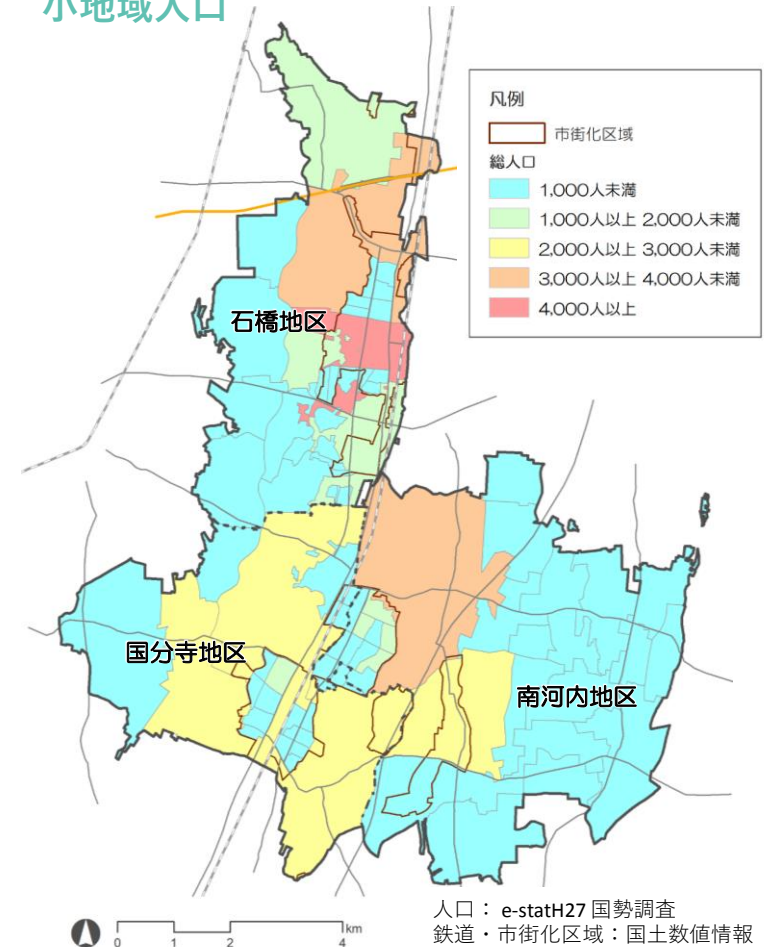 小地域人口
凡例
市街化区域
総人口
1,000人未満
1,000人以上 2,000人未満
2,000人以上 3,000人未満
3,000人以上 4,000人未満
4,000人以上
石橋地区
国分寺地区
南河内地区
人口： e-statH27 国勢調査
鉄道・市街化区域：国土数値情報
km
0 1 2 4